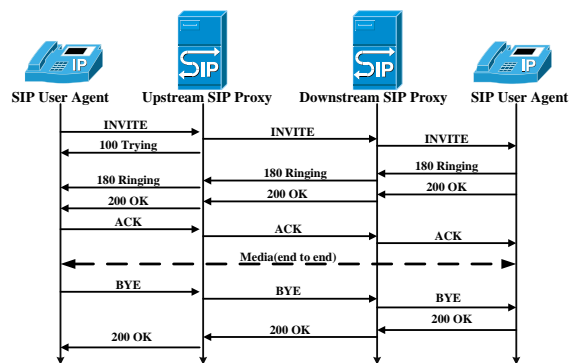 IP
SIP
SIP
IP
SIP User Agent
Upstream SIP Proxy
Downstream SIP Proxy
SIP User Agent
INVITE
INVITE
INVITE
100 Trying
180 Ringing
180 Ringing
180 Ringing
200 OK
200 OK
200 OK
ACK
ACK
ACK
Media(end to end)
BYE
BYE
BYE
200 OK
200 OK
200 OK